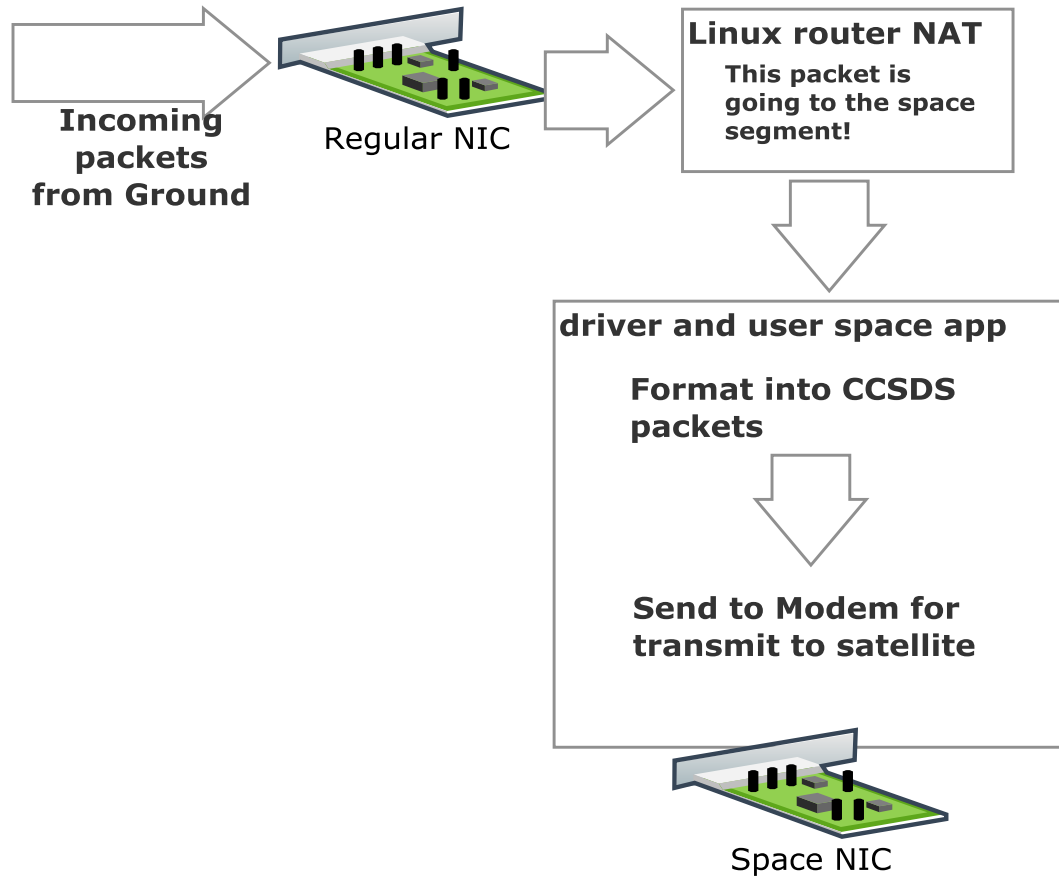 Incoming
packets
from Ground
Regular NIC
Linux router NAT
This packet is
going to the space
segment!
driver and user space app
Format into CCSDS
packets
Send to Modem for
transmit to satellite
Space NIC